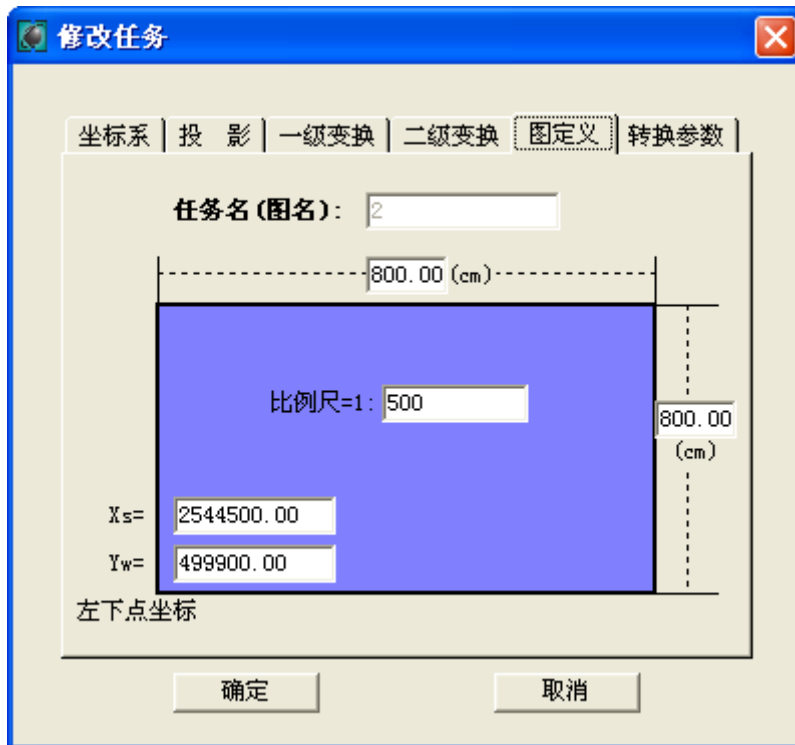 修改任务
坐标系 投 影 一级变换 二级变换 图定义 转换参数
任务名(图名): 2
800.00 (cm)
比例尺=1: 500
800.00
(cm)
Xs= 2544500.00
Yw= 499900.00
左下点坐标
确定 取消